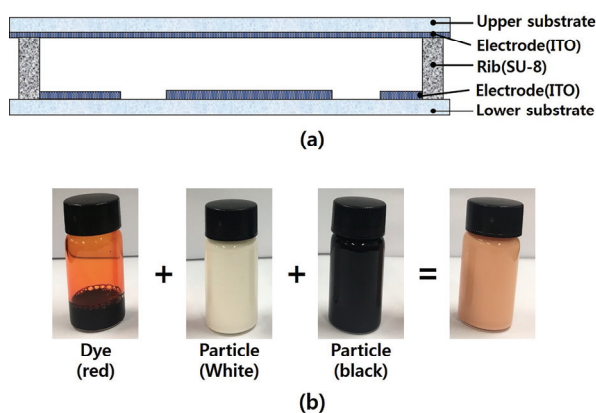 Upper substrate
Electrode(ITO)
Rib(SU-8)
Electrode(ITO)
Lower substrate
(a)
+ + =
Dye
(red)
Particle
(White)
Particle
(black)
(b)